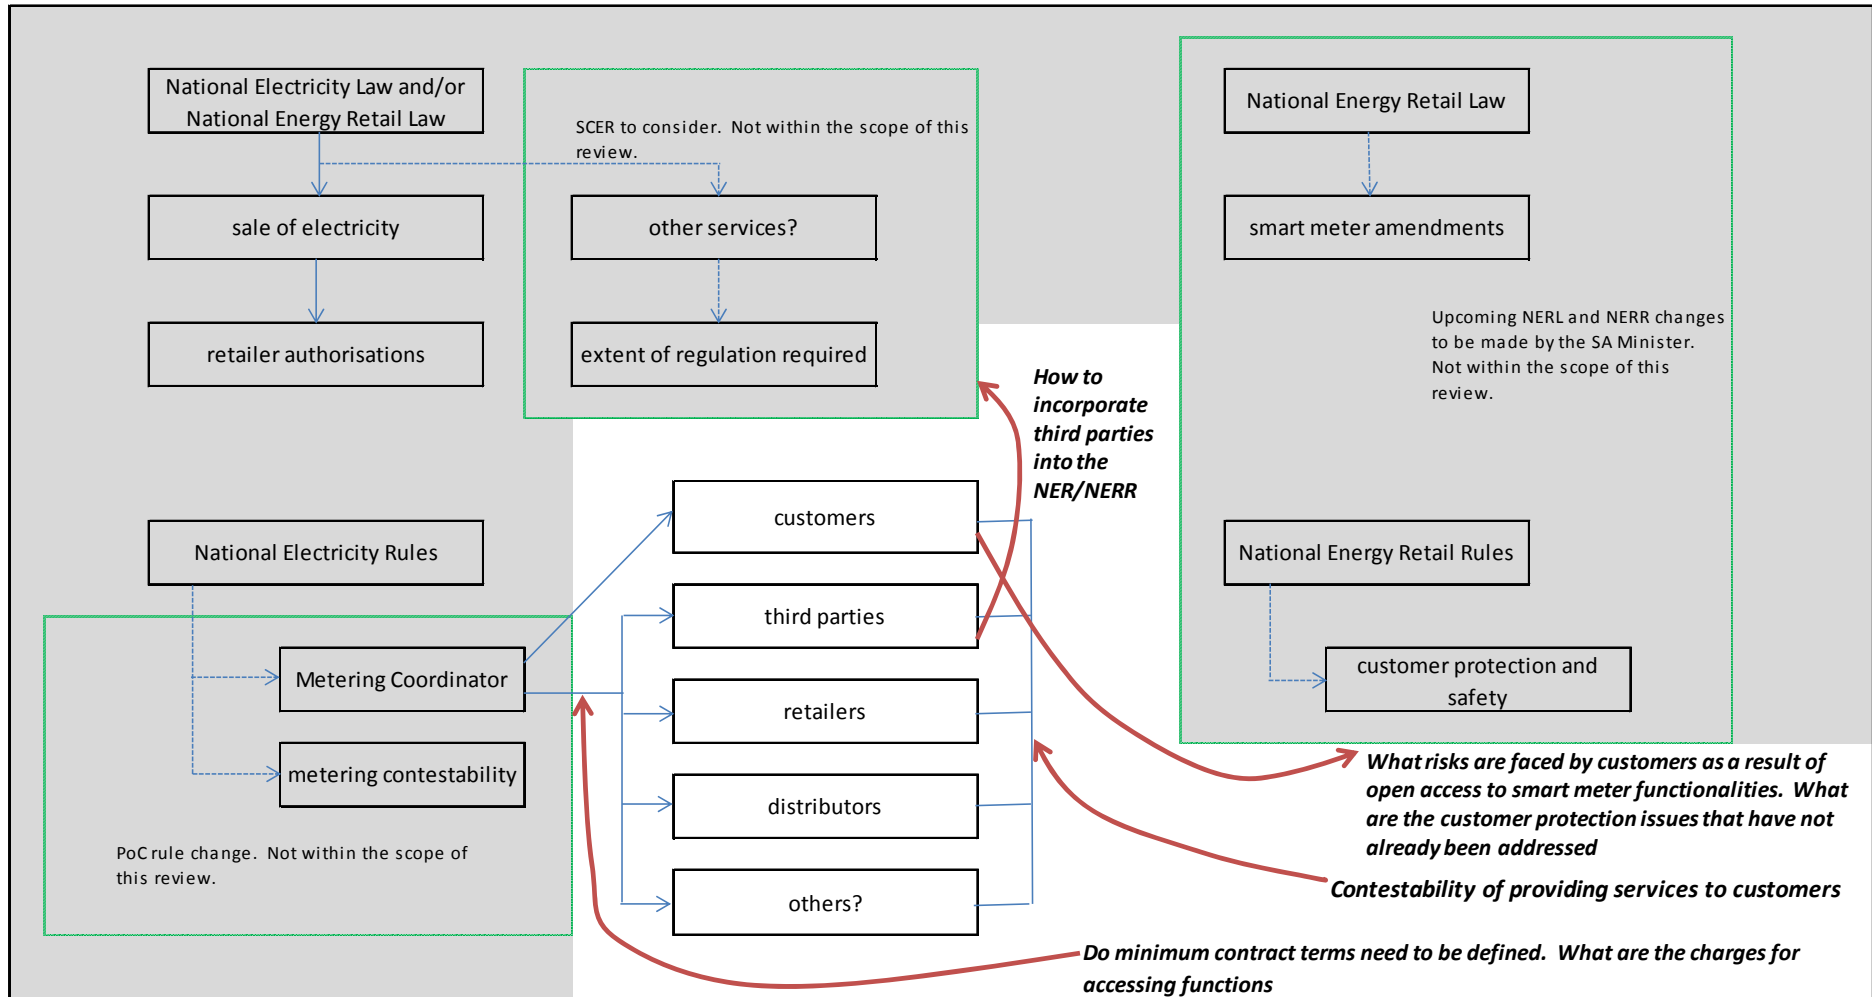 National Electricity Law and/or
National Energy Retail Law
SCER to consider. Not within the scope of this
review.
National Energy Retail Law
sale of electricity
other services?
smart meter amendments
retailer authorisations
extent of regulation required
Upcoming NERL and NERR changes
to be made by the SA Minister.
Not within the scope of this
review.
How to
incorporate
third parties
into the
NER/NERR
customers
National Electricity Rules
National Energy Retail Rules
third parties
Metering Coordinator
customer protection and
safety
retailers
metering contestability
distributors
What risks are faced by customers as a result of
open access to smart meter functionalities. What
are the customer protection issues that have not
already been addressed
PoC rule change. Not within the scope of
this review.
others?
Contestability of providing services to customers
Do minimum contract terms need to be defined. What are the charges for
accessing functions